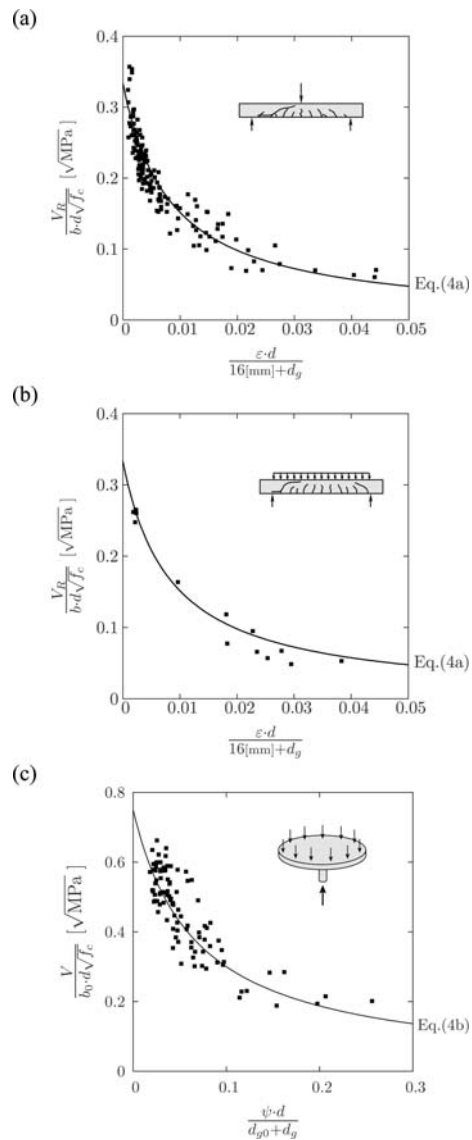 (a)
0.4
0.3
0.2
0.1
0
V_R / b·d√f_c [√MPa]
0 0.01 0.02 0.03 0.04 0.05
Eq.(4a)
ε·d / 16[mm]+d_g
(b)
0.4
0.3
0.2
0.1
0
V_R / b·d√f_c [√MPa]
0 0.01 0.02 0.03 0.04 0.05
Eq.(4a)
ε·d / 16[mm]+d_g
(c)
0.8
0.6
0.4
0.2
0
V / b_0·d√f_c [√MPa]
0 0.1 0.2 0.3
Eq.(4b)
ψ·d / d_g0+d_g